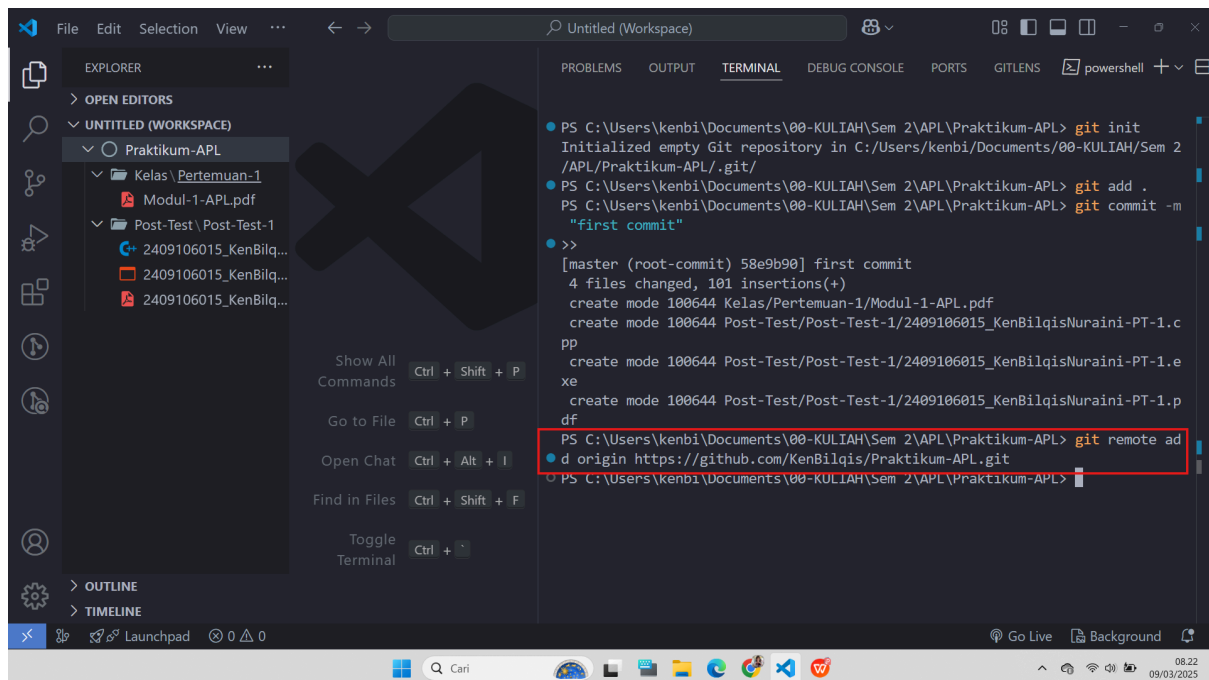 File Edit Selection View ···
Untitled (Workspace)
EXPLORER ···
OPEN EDITORS
UNTITLED (WORKSPACE)
Praktikum-APL
Kelas\Pertemuan-1
Modul-1-APL.pdf
Post-Test\Post-Test-1
2409106015_KenBilq...
2409106015_KenBilq...
2409106015_KenBilq...
OUTLINE
TIMELINE
Show All
Commands
Ctrl + Shift + P
Go to File Ctrl + P
Open Chat Ctrl + Alt + I
Find in Files Ctrl + Shift + F
Toggle
Terminal
Ctrl + `
PROBLEMS OUTPUT TERMINAL DEBUG CONSOLE PORTS GITLENS powershell
PS C:\Users\kenbi\Documents\00-KULIAH\Sem 2\APL\Praktikum-APL> git init
Initialized empty Git repository in C:/Users/kenbi/Documents/00-KULIAH/Sem 2
/APL/Praktikum-APL/.git/
PS C:\Users\kenbi\Documents\00-KULIAH\Sem 2\APL\Praktikum-APL> git add .
PS C:\Users\kenbi\Documents\00-KULIAH\Sem 2\APL\Praktikum-APL> git commit -m
"first commit"
>>
[master (root-commit) 58e9b90] first commit
4 files changed, 101 insertions(+)
create mode 100644 Kelas/Pertemuan-1/Modul-1-APL.pdf
create mode 100644 Post-Test/Post-Test-1/2409106015_KenBilqisNuraini-PT-1.c
pp
create mode 100644 Post-Test/Post-Test-1/2409106015_KenBilqisNuraini-PT-1.e
xe
create mode 100644 Post-Test/Post-Test-1/2409106015_KenBilqisNuraini-PT-1.p
df
PS C:\Users\kenbi\Documents\00-KULIAH\Sem 2\APL\Praktikum-APL> git remote ad
d origin https://github.com/KenBilqis/Praktikum-APL.git
PS C:\Users\kenbi\Documents\00-KULIAH\Sem 2\APL\Praktikum-APL>
Launchpad 0 0
Go Live Background
Cari
08.22
09/03/2025